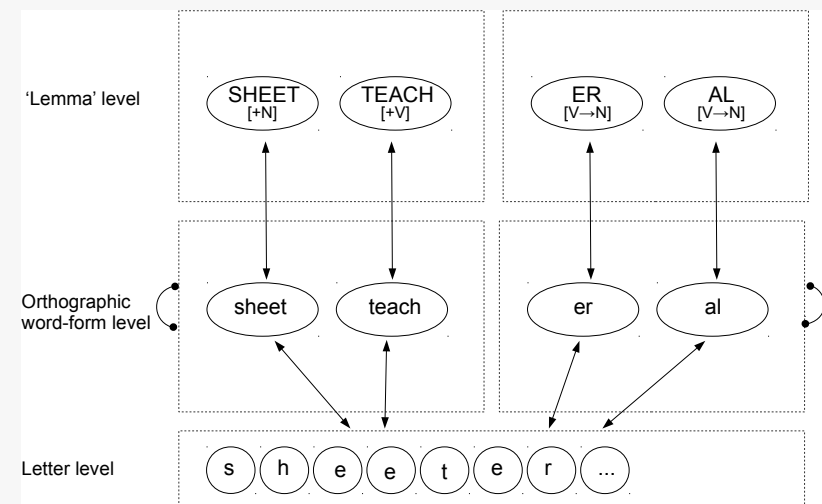 'Lemma' level
SHEET TEACH ER AL
[+N] [+V] [V→N] [V→N]
Orthographic
word-form level
sheet teach er al
Letter level
s h e e t e r ...